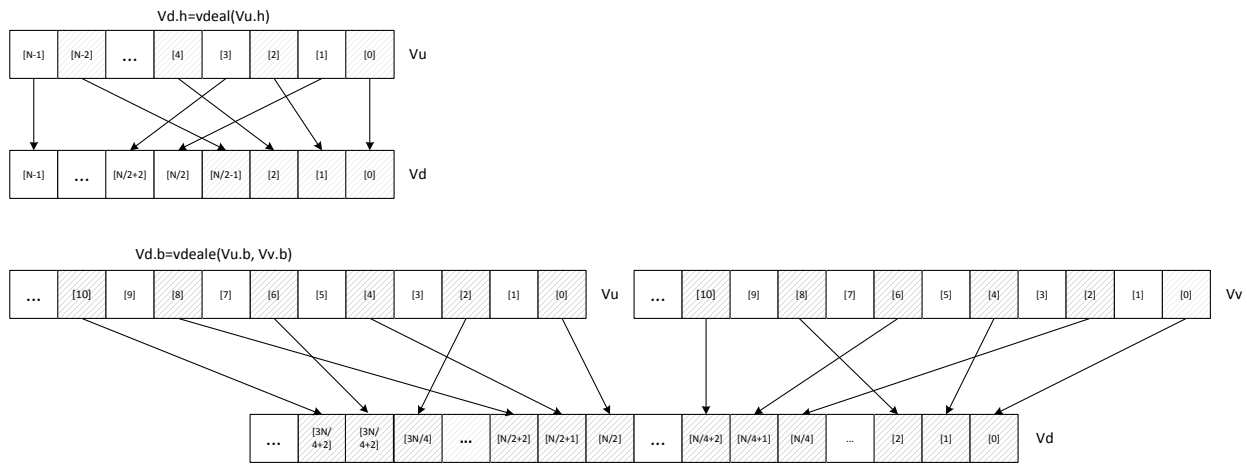 Vd.h=vdeal(Vu.h)
[N-1] [N-2] ... [4] [3] [2] [1] [0] Vu
[N-1] ... [N/2+2] [N/2] [N/2-1] [2] [1] [0] Vd
Vd.b=vdeale(Vu.b, Vv.b)
... [10] [9] [8] [7] [6] [5] [4] [3] [2] [1] [0] Vu ... [10] [9] [8] [7] [6] [5] [4] [3] [2] [1] [0] Vv
... [3N/ [3N/ [3N/4] ... [N/2+2] [N/2+1] [N/2] ... [N/4+2] [N/4+1] [N/4] ... [2] [1] [0] Vd
4+2] 4+2]